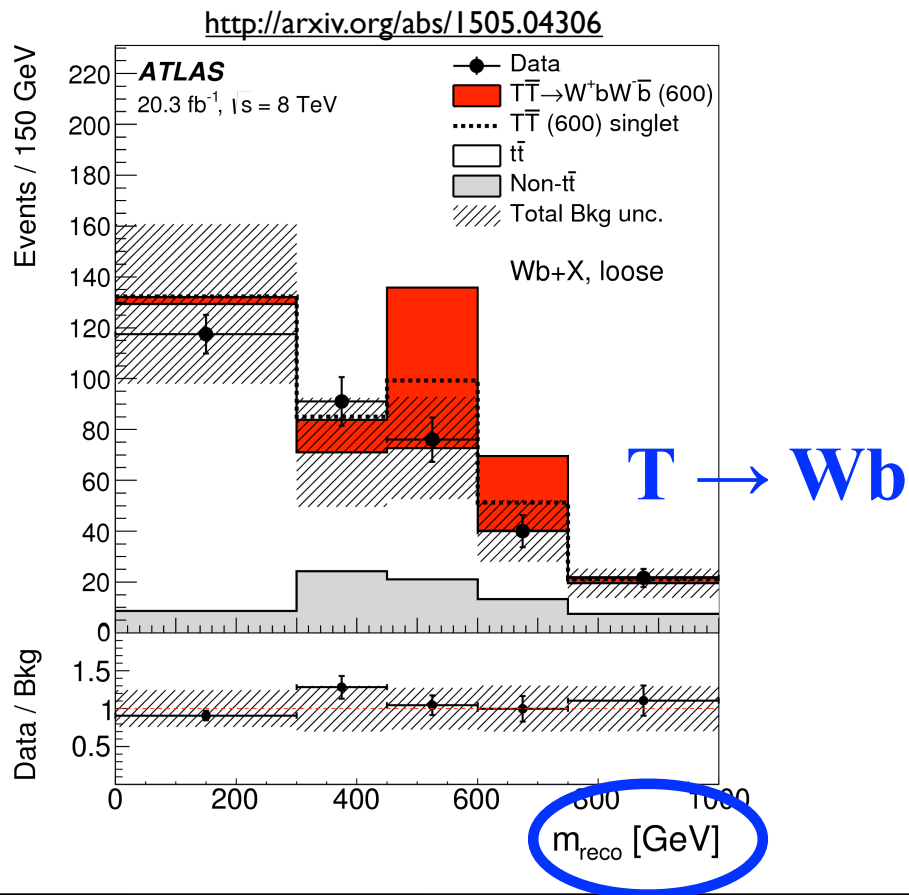 http://arxiv.org/abs/1505.04306
ATLAS
20.3 fb⁻¹, √s = 8 TeV
Data
TT̅→W⁺bW⁻b̅ (600)
TT̅ (600) singlet
tt̅
Non-tt̅
Total Bkg unc.
Wb+X, loose
Events / 150 GeV
220
200
180
160
140
120
100
80
60
40
20
0
T → Wb
Data / Bkg
1.5
1
0.5
0 200 400 600 800 1000
m_reco [GeV]